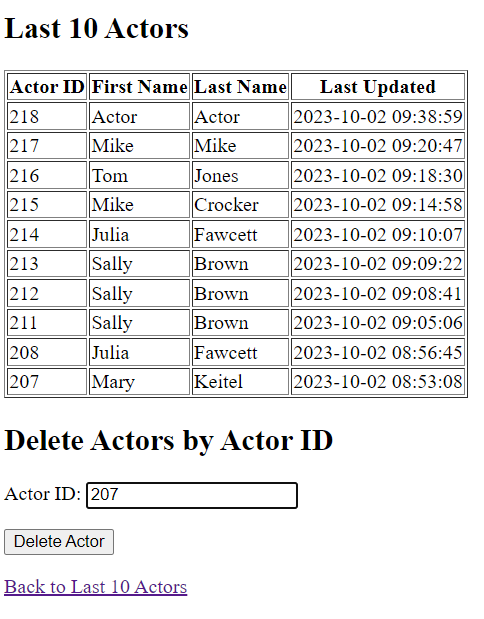 Last 10 Actors
Actor ID First Name Last Name Last Updated
218 Actor Actor 2023-10-02 09:38:59
217 Mike Mike 2023-10-02 09:20:47
216 Tom Jones 2023-10-02 09:18:30
215 Mike Crocker 2023-10-02 09:14:58
214 Julia Fawcett 2023-10-02 09:10:07
213 Sally Brown 2023-10-02 09:09:22
212 Sally Brown 2023-10-02 09:08:41
211 Sally Brown 2023-10-02 09:05:06
208 Julia Fawcett 2023-10-02 08:56:45
207 Mary Keitel 2023-10-02 08:53:08
Delete Actors by Actor ID
Actor ID: 207
Delete Actor
Back to Last 10 Actors